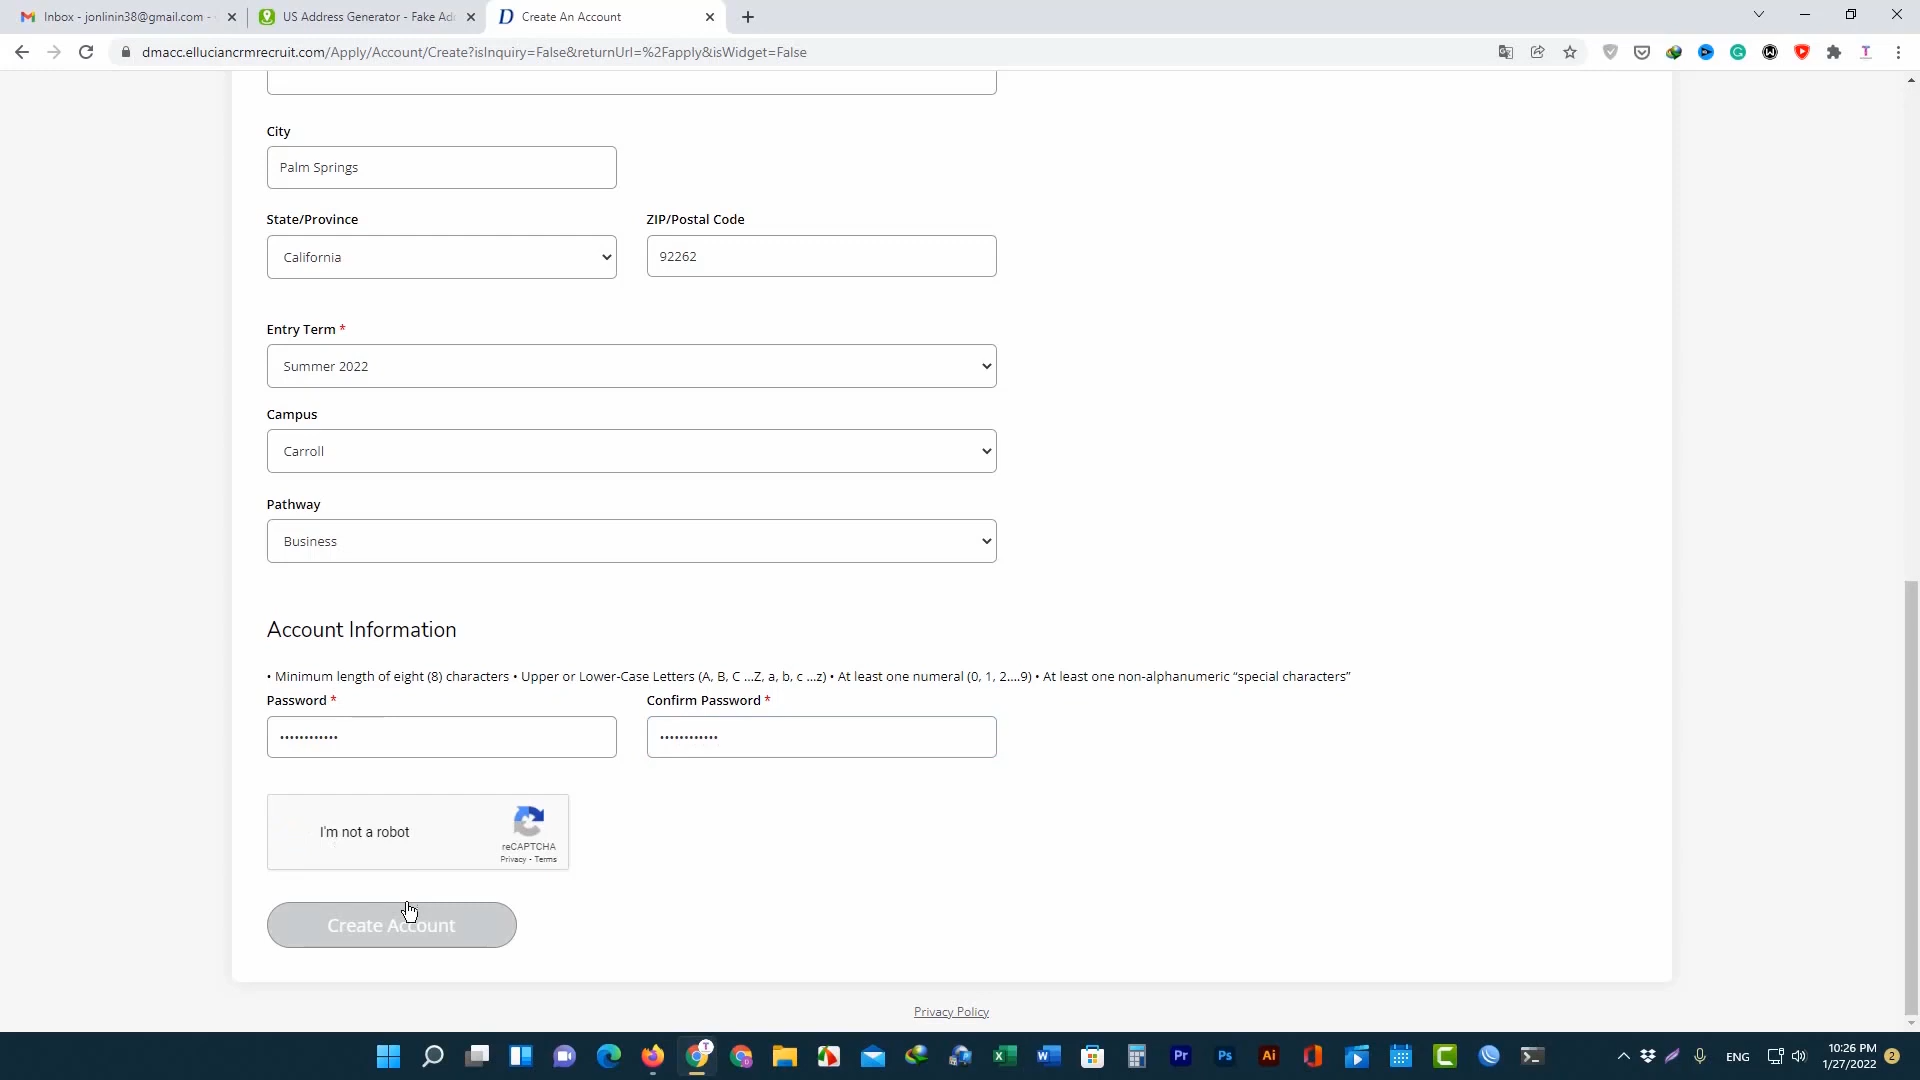 Inbox - jonlinin38@gmail.com -
US Address Generator - Fake Ad
Create An Account
dmacc.elluciancrmrecruit.com/Apply/Account/Create?isInquiry=False&returnUrl=%2Fapply&isWidget=False
City
Palm Springs
State/Province
ZIP/Postal Code
California
92262
Entry Term *
Summer 2022
Campus
Carroll
Pathway
Business
Account Information
• Minimum length of eight (8) characters • Upper or Lower-Case Letters (A, B, C ...Z, a, b, c ...z) • At least one numeral (0, 1, 2....9) • At least one non-alphanumeric “special characters”
Password *
Confirm Password *
I'm not a robot
reCAPTCHA
Privacy - Terms
Create Account
Privacy Policy
ENG
10:26 PM
1/27/2022
2